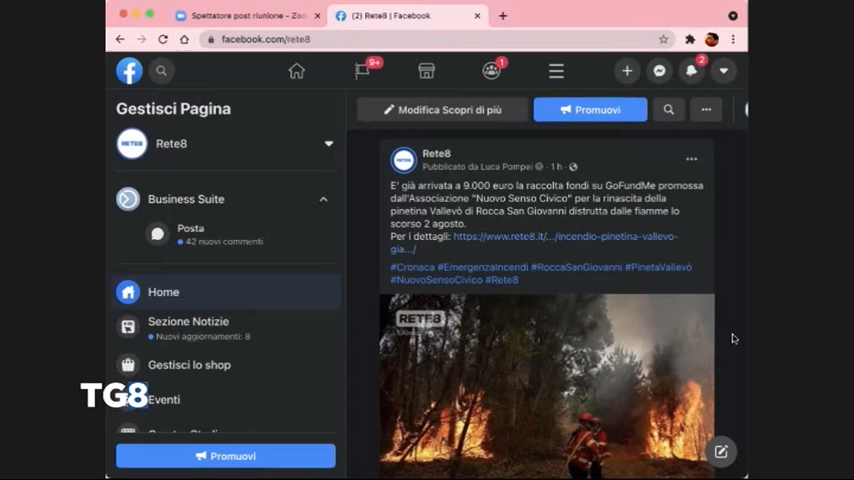 Spettatore post riunione - Zoo
(2) Rete8 | Facebook
facebook.com/rete8
9+
1
2
Gestisci Pagina
RETE8
Rete8
Business Suite
Posta
42 nuovi commenti
Home
Sezione Notizie
Nuovi aggiornamenti: 8
Gestisci lo shop
Eventi
Promuovi
Modifica Scopri di più
Promuovi
RETE8
Rete8
Pubblicato da Luca Pompei
· 1 h ·
E' già arrivata a 9.000 euro la raccolta fondi su GoFundMe promossa
dall'Associazione "Nuovo Senso Civico" per la rinascita della
pinetina Vallevò di Rocca San Giovanni distrutta dalle fiamme lo
scorso 2 agosto.
Per i dettagli: https://www.rete8.it/.../incendio-pinetina-vallevo-
gia.../
#Cronaca #EmergenzaIncendi #RoccaSanGiovanni #PinetaVallevò
#NuovoSensoCivico #Rete8
RETE8
TG8